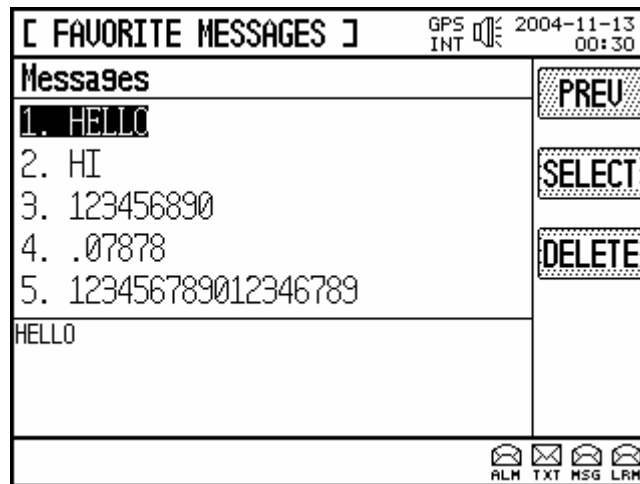 [ FAVORITE MESSAGES ] GPS INT 2004-11-13 00:30
Messages
1. HELLO
2. HI
3. 123456890
4. .07878
5. 123456789012346789
HELLO
PREV
SELECT
DELETE
ALM TXT MSG LRM